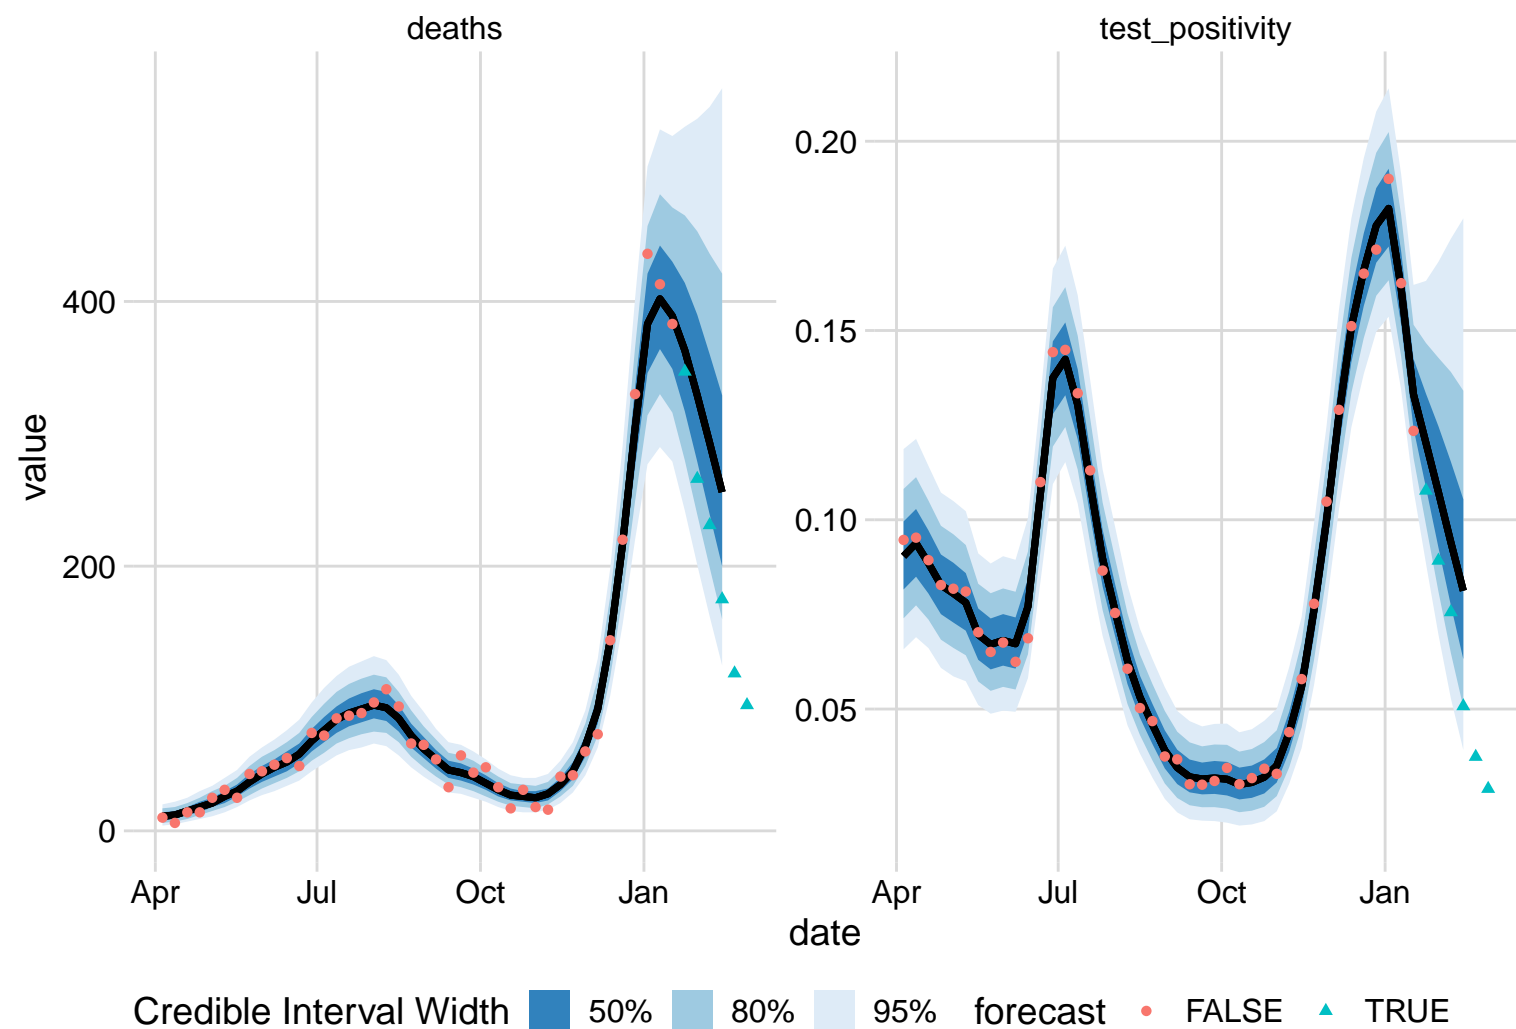 deaths
test_positivity
value
400
200
0
0.20
0.15
0.10
0.05
Apr Jul Oct Jan
Apr Jul Oct Jan
date
Credible Interval Width 50% 80% 95% forecast FALSE TRUE